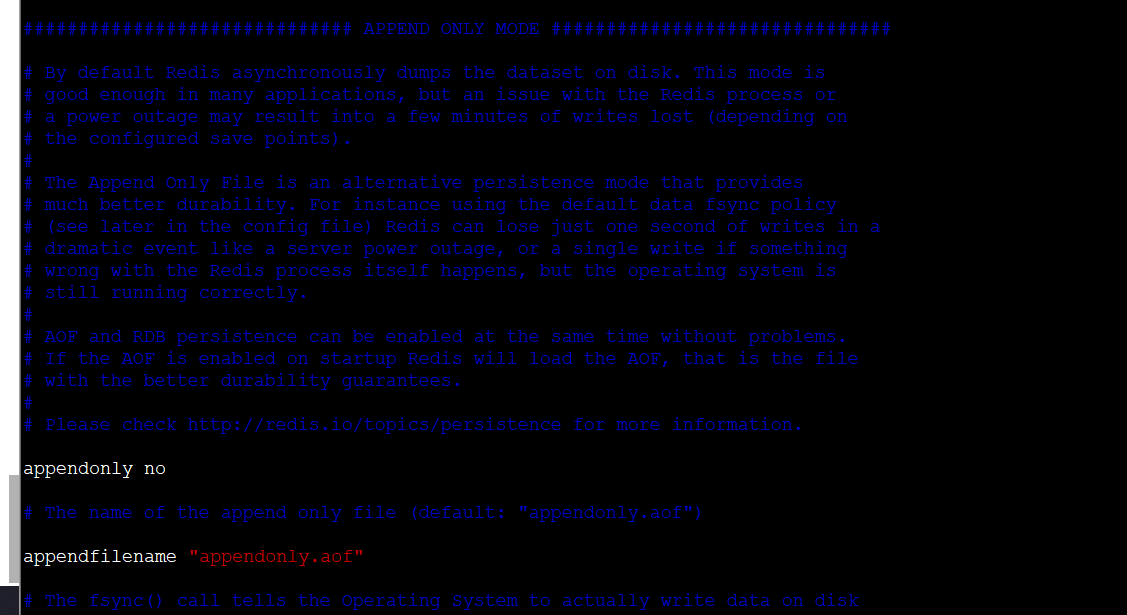 ############################## APPEND ONLY MODE ###############################
# By default Redis asynchronously dumps the dataset on disk. This mode is
# good enough in many applications, but an issue with the Redis process or
# a power outage may result into a few minutes of writes lost (depending on
# the configured save points).
#
# The Append Only File is an alternative persistence mode that provides
# much better durability. For instance using the default data fsync policy
# (see later in the config file) Redis can lose just one second of writes in a
# dramatic event like a server power outage, or a single write if something
# wrong with the Redis process itself happens, but the operating system is
# still running correctly.
#
# AOF and RDB persistence can be enabled at the same time without problems.
# If the AOF is enabled on startup Redis will load the AOF, that is the file
# with the better durability guarantees.
#
# Please check http://redis.io/topics/persistence for more information.
appendonly no
# The name of the append only file (default: "appendonly.aof")
appendfilename "appendonly.aof"
# The fsync() call tells the Operating System to actually write data on disk